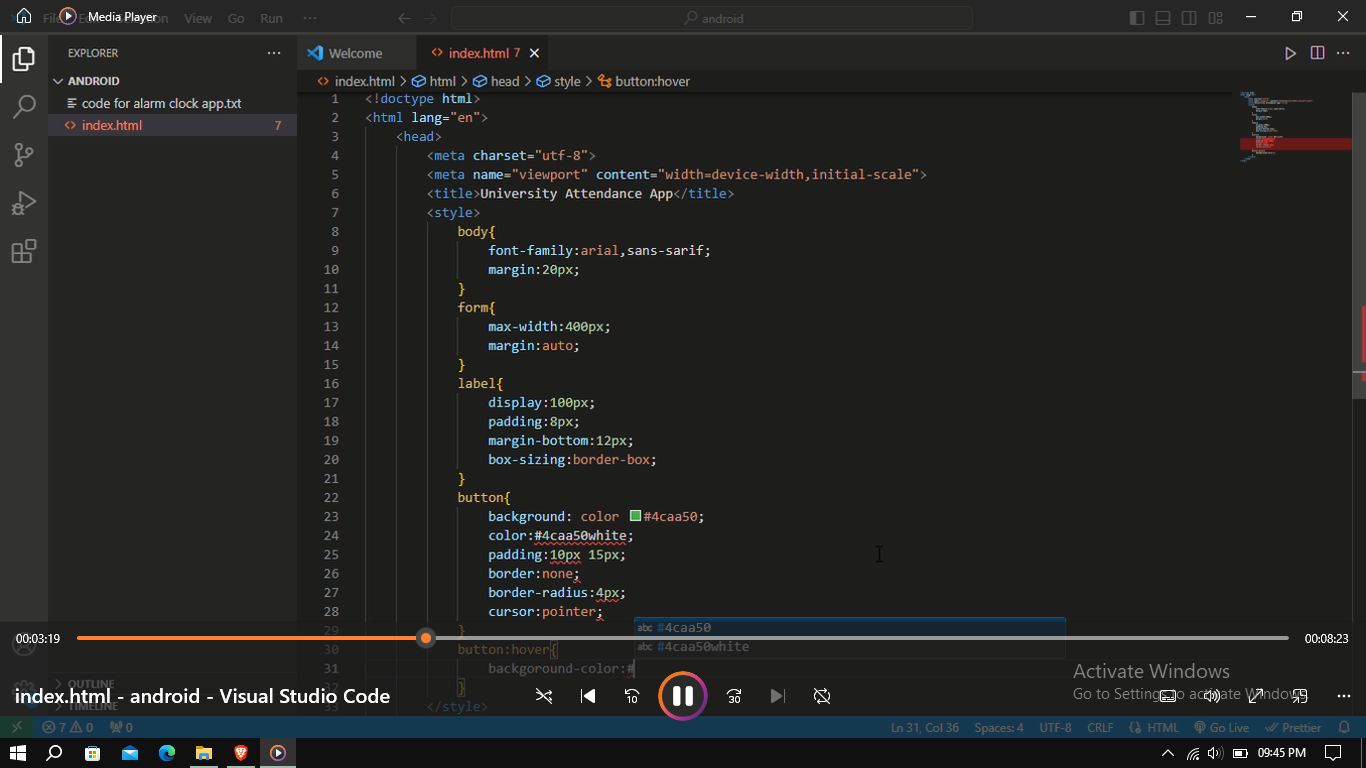 Media Player
File
View
Go
Run
android
EXPLORER
Welcome
index.html 7
ANDROID
index.html > html > head > style > button:hover
code for alarm clock app.txt
index.html 7
1 <!doctype html>
2 <html lang="en">
3 <head>
4 <meta charset="utf-8">
5 <meta name="viewport" content="width=device-width,initial-scale">
6 <title>University Attendance App</title>
7 <style>
8 body{
9 font-family:arial,sans-sarif;
10 margin:20px;
11 }
12 form{
13 max-width:400px;
14 margin:auto;
15 }
16 label{
17 display:100px;
18 padding:8px;
19 margin-bottom:12px;
20 box-sizing:border-box;
21 }
22 button{
23 background: color #4caa50;
24 color:#4caa50white;
25 padding:10px 15px;
26 border:none;
27 border-radius:4px;
28 cursor:pointer;
29 }
abc #4caa50
00:03:19
00:08:23
30 button:hover{
abc #4caa50white
31 backgoround-color:#
Activate Windows
Go to Settings to activate Windows.
32 }
OUTLINE
index.html - android - Visual Studio Code
10
30
TIMELINE
33 </style>
7 0 0
Ln 31, Col 36 Spaces: 4 UTF-8 CRLF {} HTML Go Live Prettier
09:45 PM